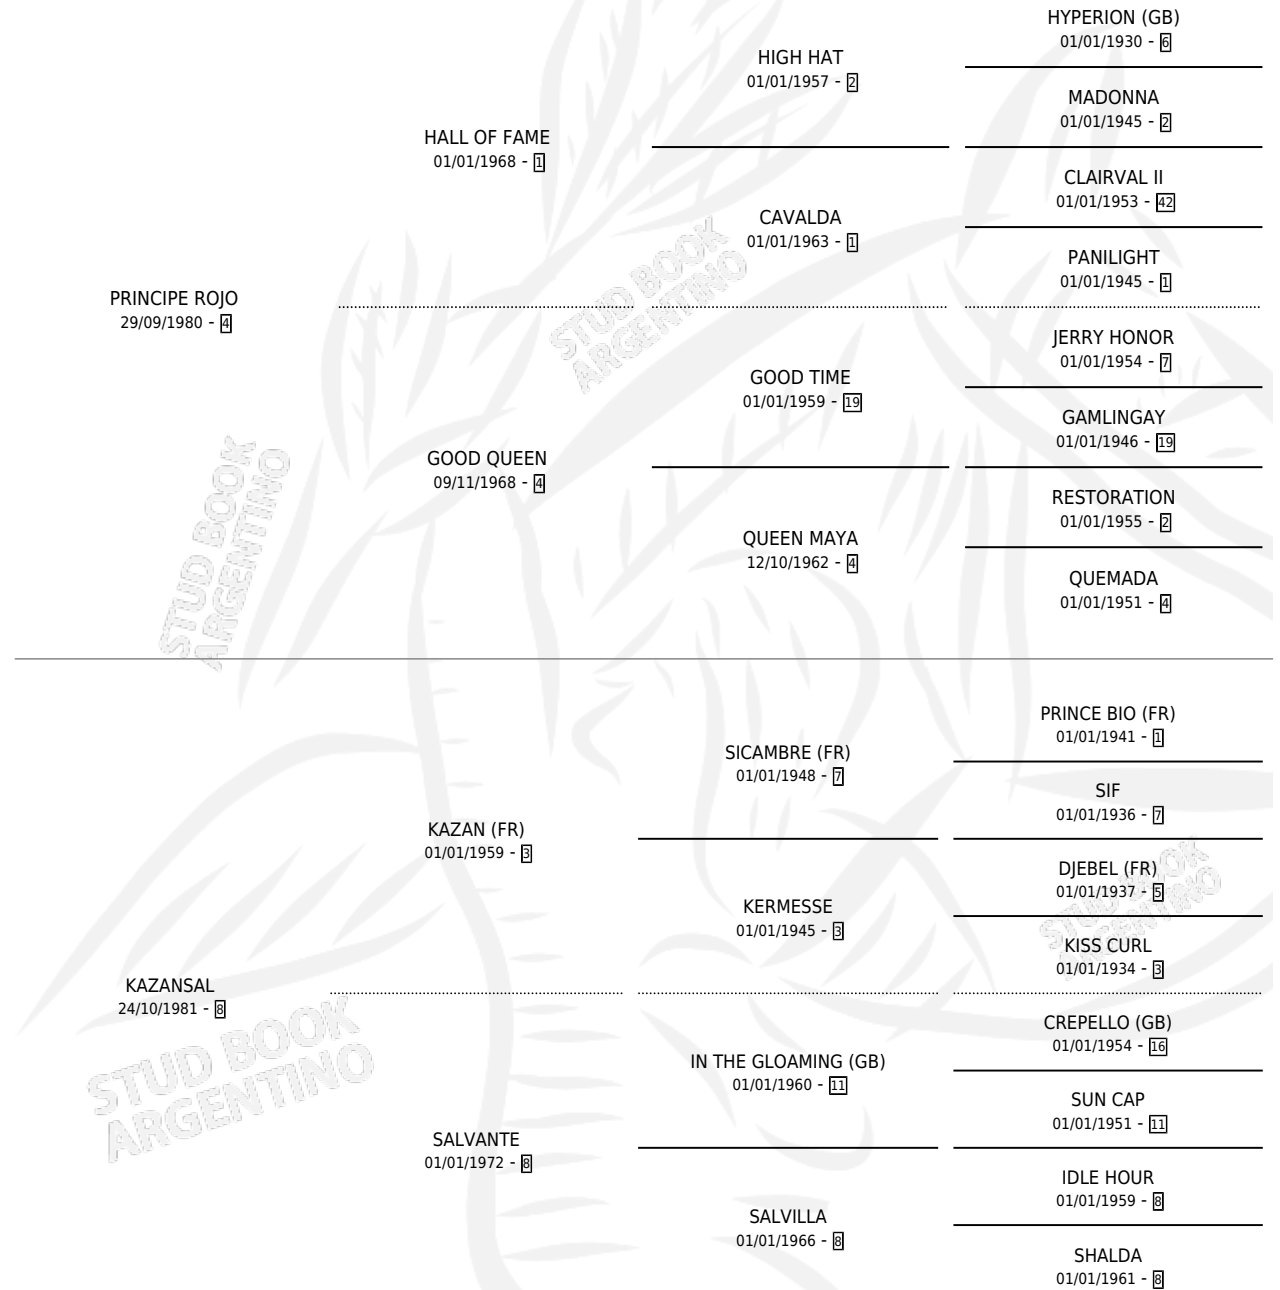 HYPERION (GB)
01/01/1930 - 6
HIGH HAT
01/01/1957 - 2
MADONNA
01/01/1945 - 2
HALL OF FAME
01/01/1968 - 1
CLAIRVAL II
01/01/1953 - 42
CAVALDA
01/01/1963 - 1
PANILIGHT
01/01/1945 - 1
PRINCIPE ROJO
29/09/1980 - 4
JERRY HONOR
01/01/1954 - 7
GOOD TIME
01/01/1959 - 19
GAMLINGAY
01/01/1946 - 19
GOOD QUEEN
09/11/1968 - 4
RESTORATION
01/01/1955 - 2
QUEEN MAYA
12/10/1962 - 4
QUEMADA
01/01/1951 - 4
STUD BOOK
ARGENTINO
STUD BOOK
ARGENTINO
PRINCE BIO (FR)
01/01/1941 - 1
SICAMBRE (FR)
01/01/1948 - 7
SIF
01/01/1936 - 7
KAZAN (FR)
01/01/1959 - 3
DJEBEL (FR)
01/01/1937 - 5
KERMESSE
01/01/1945 - 3
KISS CURL
01/01/1934 - 3
KAZANSAL
24/10/1981 - 8
CREPELLO (GB)
01/01/1954 - 16
IN THE GLOAMING (GB)
01/01/1960 - 11
SUN CAP
01/01/1951 - 11
SALVANTE
01/01/1972 - 8
IDLE HOUR
01/01/1959 - 8
SALVILLA
01/01/1966 - 8
SHALDA
01/01/1961 - 8
STUD BOOK
ARGENTINO
STUD BOOK
ARGENTINO